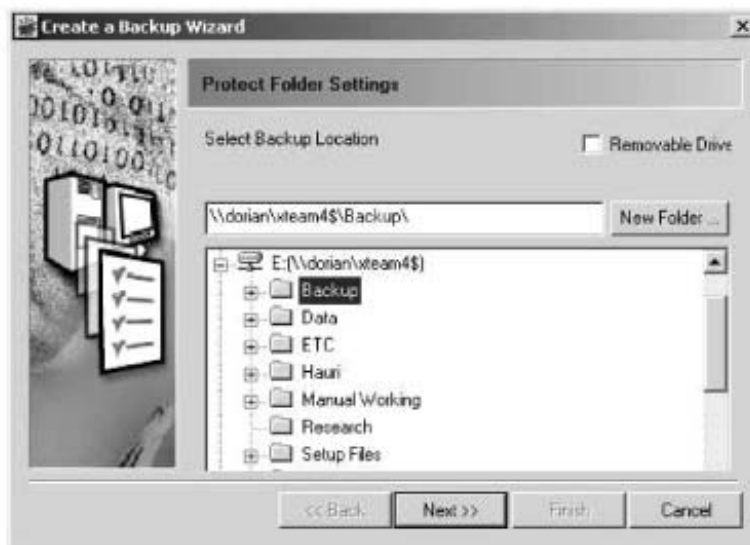 Create a Backup Wizard
Protect Folder Settings
Select Backup Location
Removable Drive
\\dorian\xteam4$\Backup\
New Folder ...
E:(\\dorian\xteam4$)
Backup
Data
ETC
Hauri
Manual Working
Research
Setup Files
<< Back
Next >>
Finish
Cancel